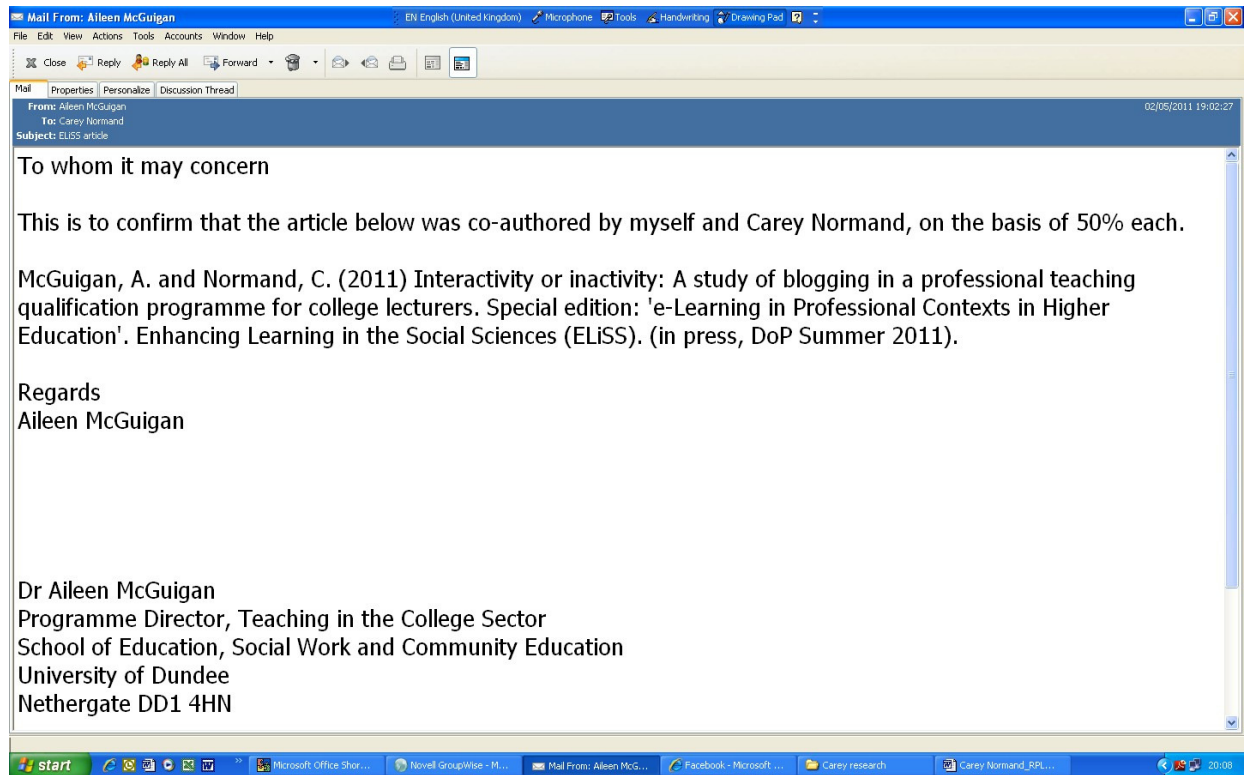 Mail From: Aileen McGuigan
EN English (United Kingdom) Microphone Tools Handwriting Drawing Pad
File Edit View Actions Tools Accounts Window Help
Close Reply Reply All Forward
Mail Properties Personalize Discussion Thread
From: Aileen McGuigan 02/05/2011 19:02:27
To: Carey Normand
Subject: ELiSS article
To whom it may concern
This is to confirm that the article below was co-authored by myself and Carey Normand, on the basis of 50% each.
McGuigan, A. and Normand, C. (2011) Interactivity or inactivity: A study of blogging in a professional teaching
qualification programme for college lecturers. Special edition: 'e-Learning in Professional Contexts in Higher
Education'. Enhancing Learning in the Social Sciences (ELiSS). (in press, DoP Summer 2011).
Regards
Aileen McGuigan
Dr Aileen McGuigan
Programme Director, Teaching in the College Sector
School of Education, Social Work and Community Education
University of Dundee
Nethergate DD1 4HN
start Microsoft Office Shor... Novell GroupWise - M... Mail From: Aileen McG... Facebook - Microsoft ... Carey research Carey Normand_RPL... 20:08